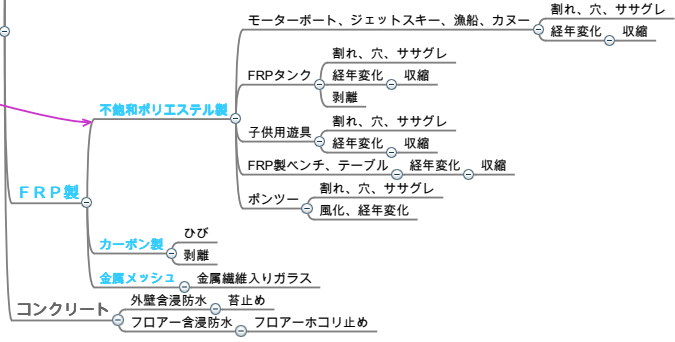 モーターボート、ジェットスキー、漁船、カヌー
割れ、穴、ササグレ
経年変化
収縮
FRPタンク
割れ、穴、ササグレ
経年変化
収縮
剥離
不飽和ポリエステル製
子供用遊具
割れ、穴、ササグレ
経年変化
収縮
FRP製ベンチ、テーブル
経年変化
収縮
ポンツー
割れ、穴、ササグレ
風化、経年変化
ＦＲＰ製
カーボン製
ひび
剥離
金属メッシュ
金属繊維入りガラス
コンクリート
外壁含浸防水
苔止め
フロアー含浸防水
フロアーホコリ止め